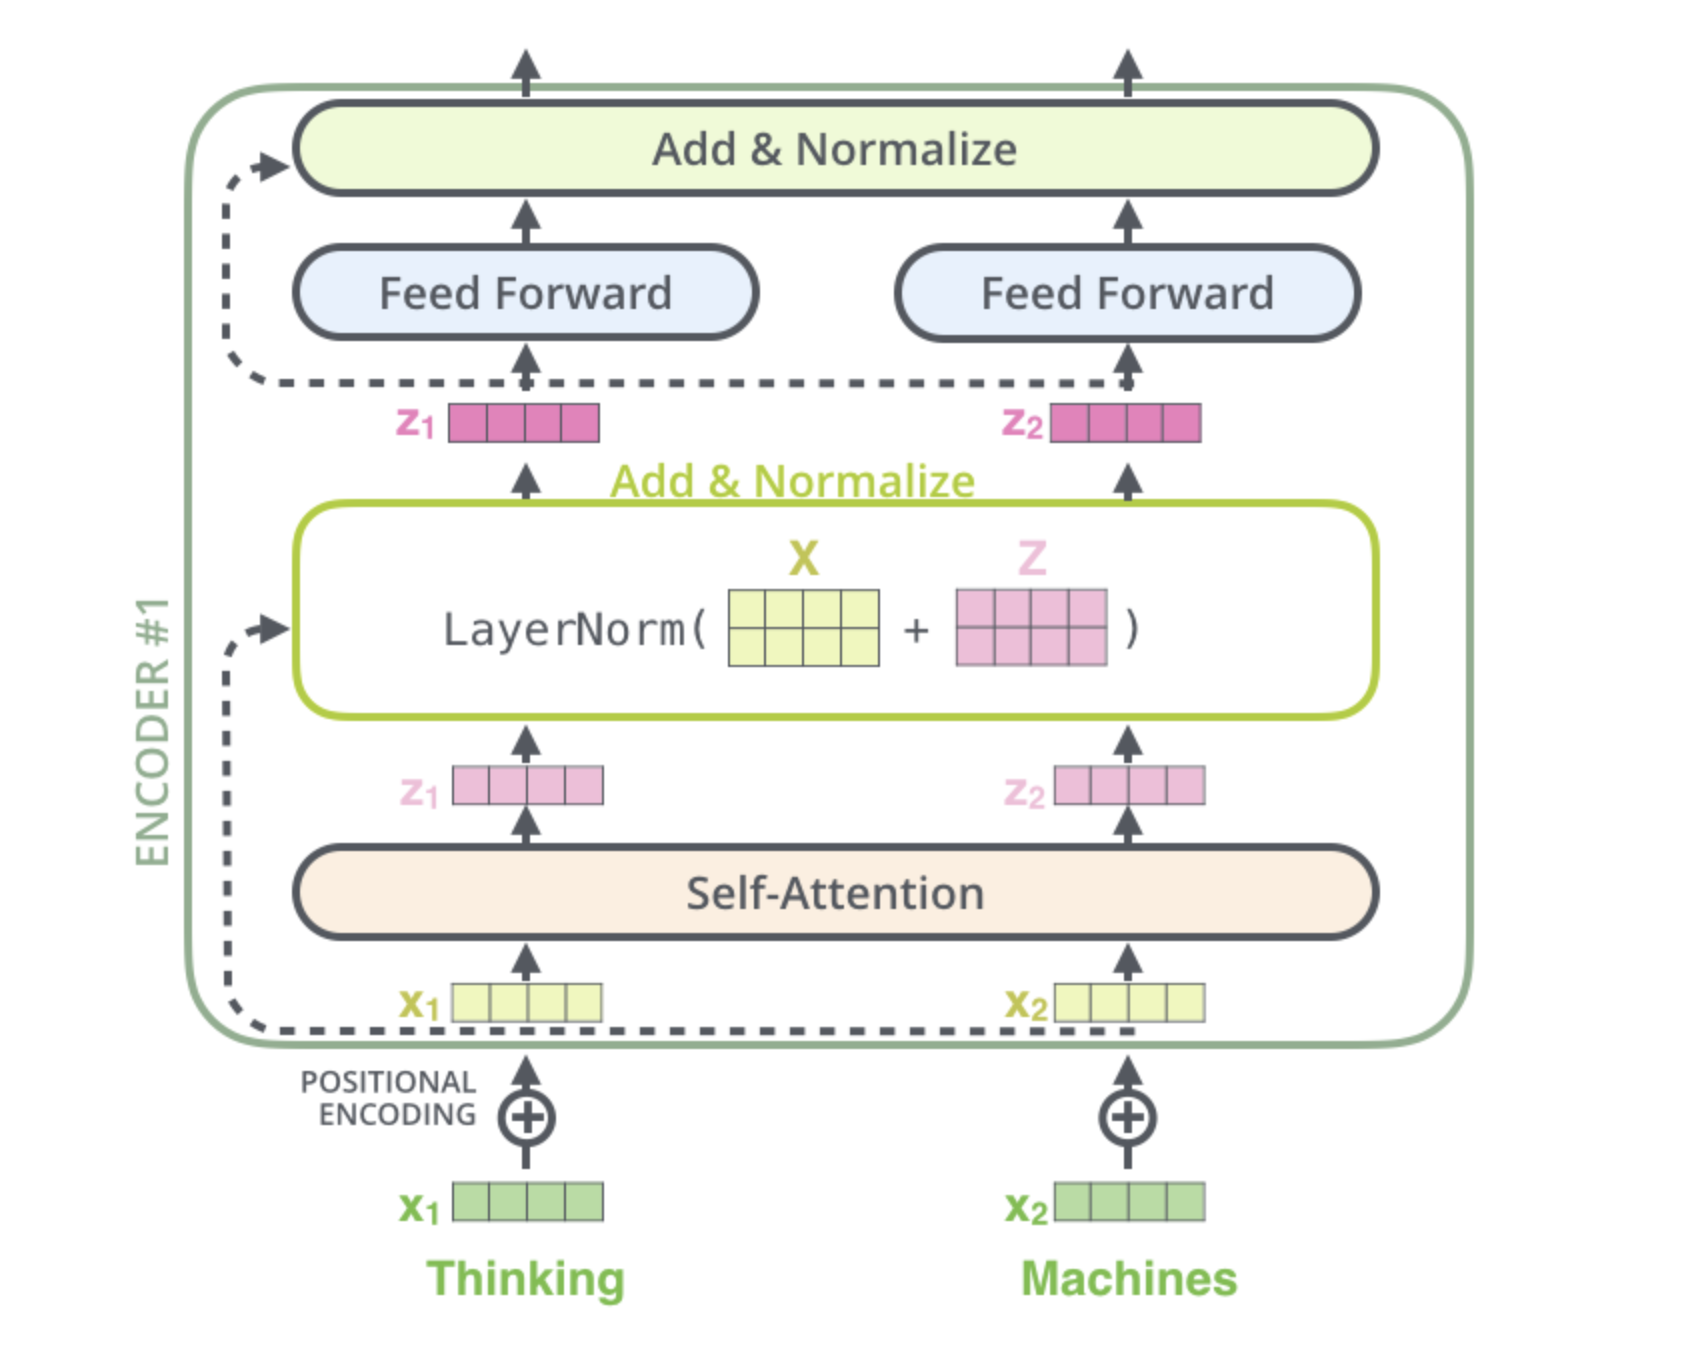 Add & Normalize
Feed Forward
Feed Forward
z1
z2
Add & Normalize
X
Z
LayerNorm( + )
z1
z2
Self-Attention
x1
x2
ENCODER #1
POSITIONAL
ENCODING
x1
x2
Thinking
Machines